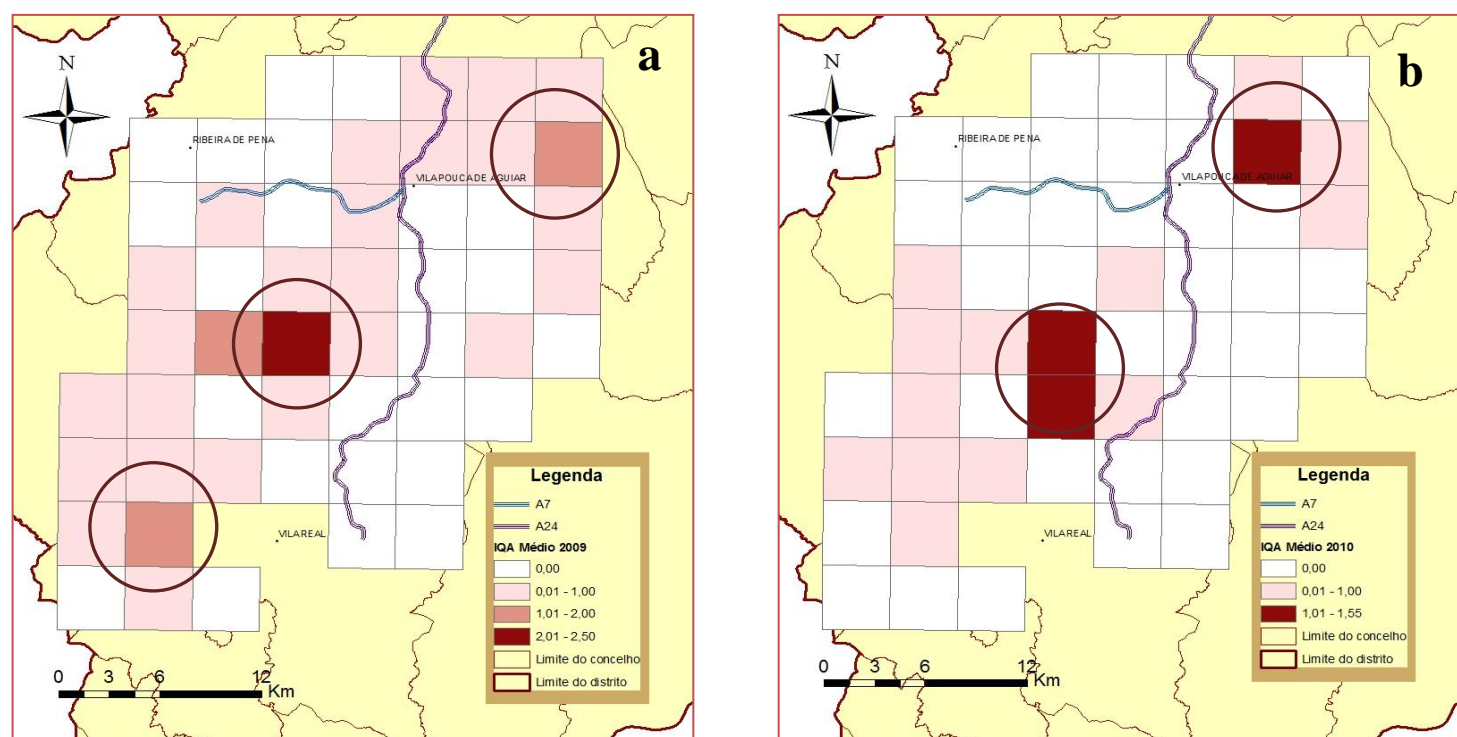 a
N
RIBEIRA DE PENA
VILAPOUCA DE AGUIAR
VILAREAL
Legenda
A7
A24
IQA Médio 2009
0,00
0,01 - 1,00
1,01 - 2,00
2,01 - 2,50
Limite do concelho
Limite do distrito
0 3 6 12
Km
b
N
RIBEIRA DE PENA
VILAPOUCA DE AGUIAR
VILAREAL
Legenda
A7
A24
IQA Médio 2010
0,00
0,01 - 1,00
1,01 - 1,55
Limite do concelho
Limite do distrito
0 3 6 12
Km